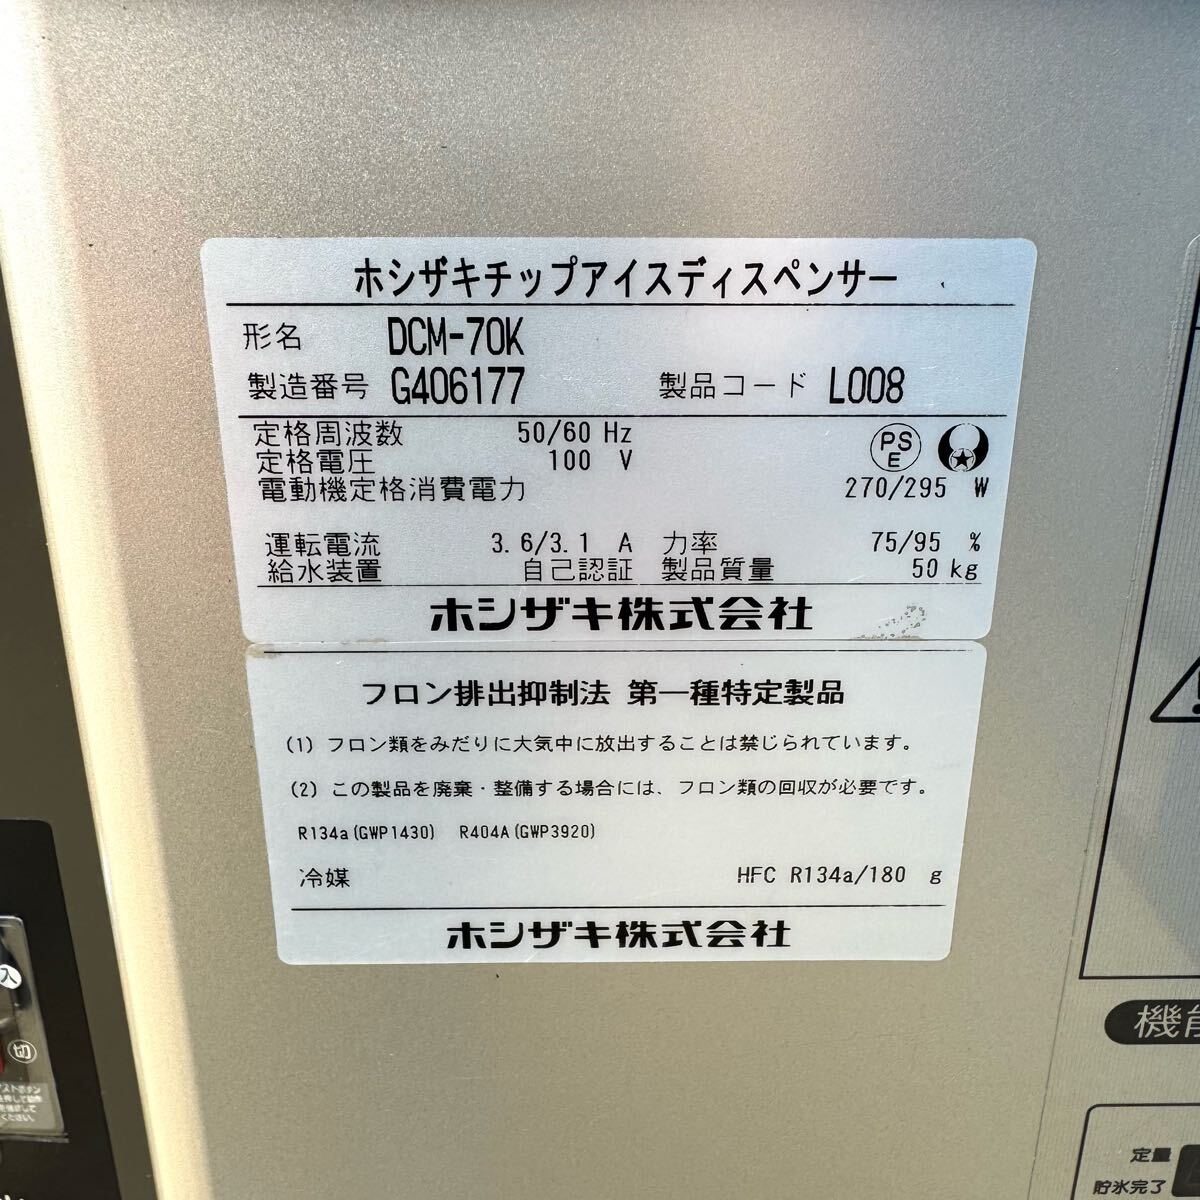 ホシザキチップアイスディスペンサー
形名 DCM-70K
製造番号 G406177 製品コード L008
定格周波数 50/60 Hz
定格電圧 100 V
PS E
電動機定格消費電力 270/295 W
運転電流 3.6/3.1 A 力率 75/95 %
給水装置 自己認証 製品質量 50 kg
ホシザキ株式会社
フロン排出抑制法 第一種特定製品
(1) フロン類をみだりに大気中に放出することは禁じられています。
(2) この製品を廃棄・整備する場合には、フロン類の回収が必要です。
R134a(GWP1430) R404A(GWP3920)
冷媒 HFC R134a/180 g
ホシザキ株式会社
入
切
ください。
機能
定量
貯氷完了